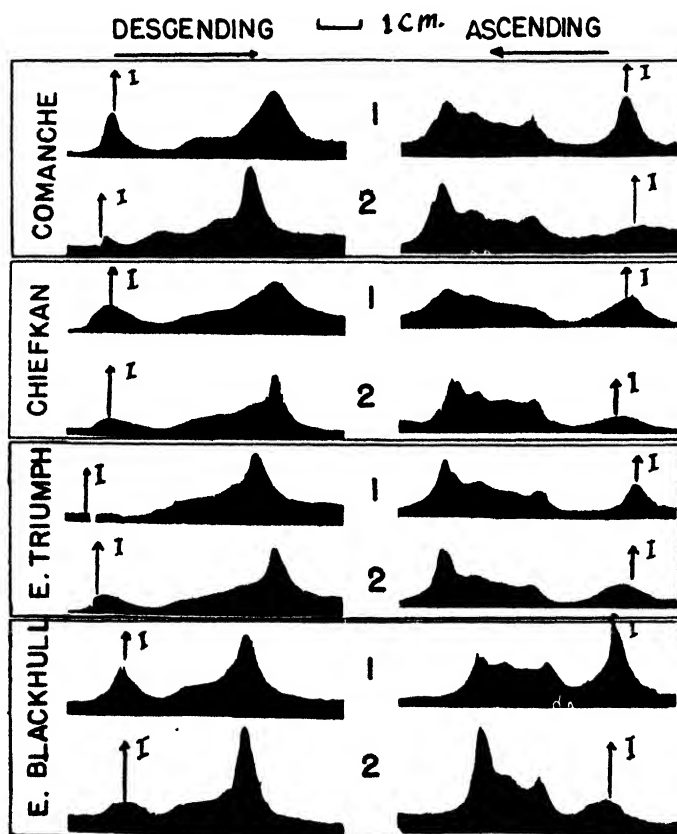 DESCENDING 1 cm. ASCENDING
COMANCHE
I 1 I
I 2 I
CHIEFKAN
I 1 I
I 2 I
E. TRIUMPH
I 1 I
I 2 I
E. BLACKHULL
I 1 I
I 2 I